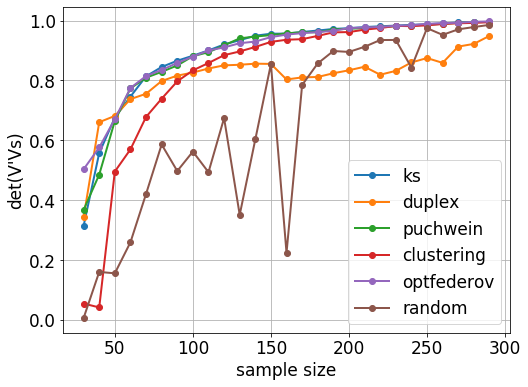 1.0
0.8
0.6
0.4
0.2
0.0
det(V'Vs)
ks
duplex
puchwein
clustering
optfederov
random
50 100 150 200 250 300
sample size